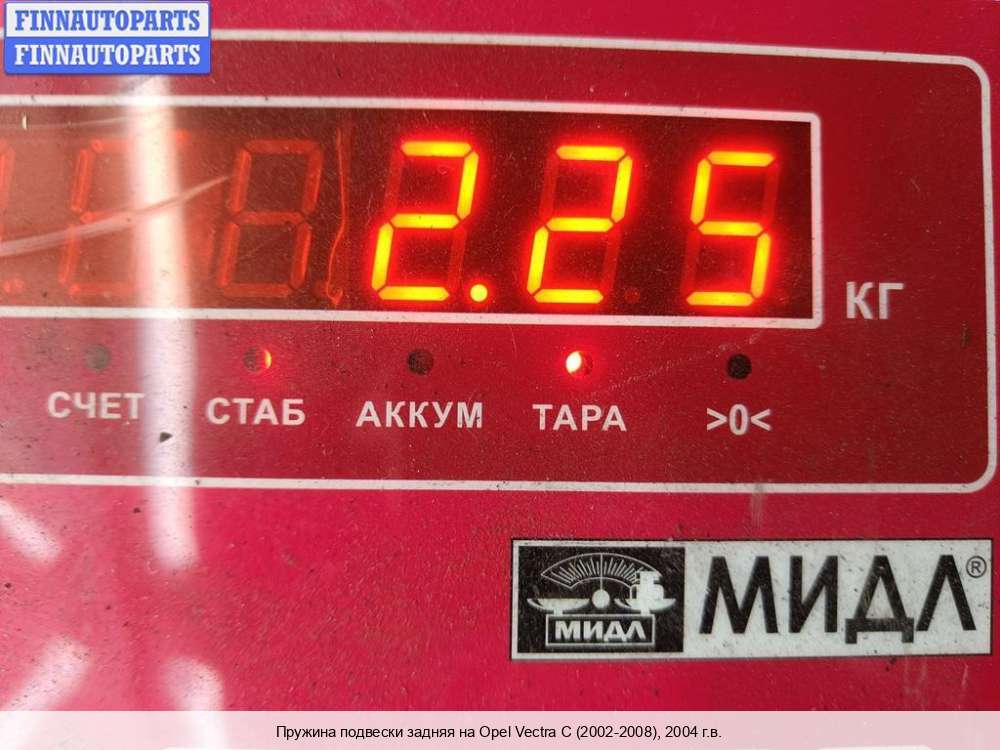 FINNAUTOPARTS
FINNAUTOPARTS
2.25
КГ
СЧЕТ СТАБ АККУМ ТАРА >0<
МИДЛ МИДЛ®
Пружина подвески задняя на Opel Vectra C (2002-2008), 2004 г.в.